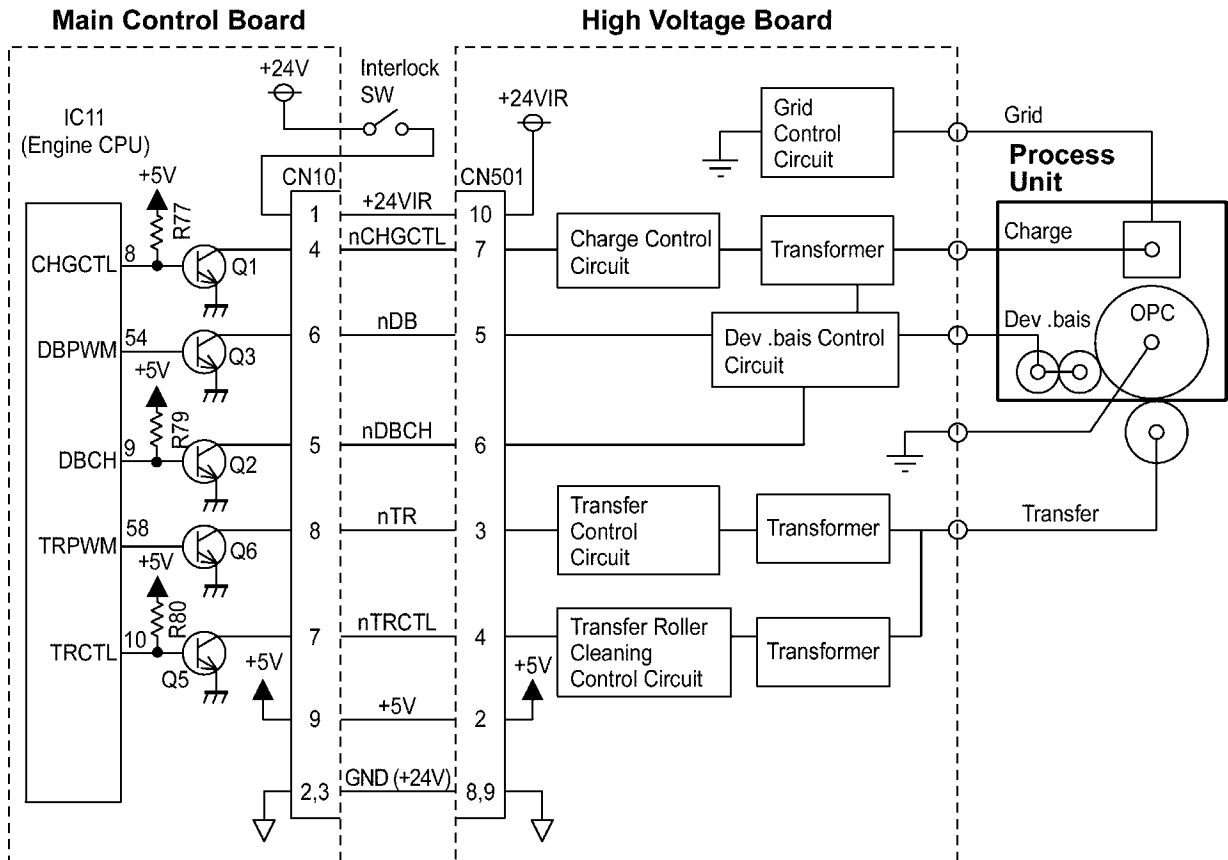 Main Control Board
High Voltage Board
+24V
Interlock
SW
+24VIR
IC11
(Engine CPU)
Grid
Control
Circuit
Grid
Process
Unit
+5V
R77
CN10
CN501
1
+24VIR
10
CHGCTL
8
Q1
4
nCHGCTL
7
Charge Control
Circuit
Transformer
Charge
DBPWM
54
Q3
6
nDB
5
Dev .bais Control
Circuit
Dev .bais
OPC
+5V
R79
DBCH
9
Q2
5
nDBCH
6
TRPWM
58
Q6
8
nTR
3
Transfer
Control
Circuit
Transformer
Transfer
+5V
R80
TRCTL
10
Q5
7
nTRCTL
4
Transfer Roller
Cleaning
Control Circuit
Transformer
+5V
9
+5V
2
+5V
2,3
GND (+24V)
8,9